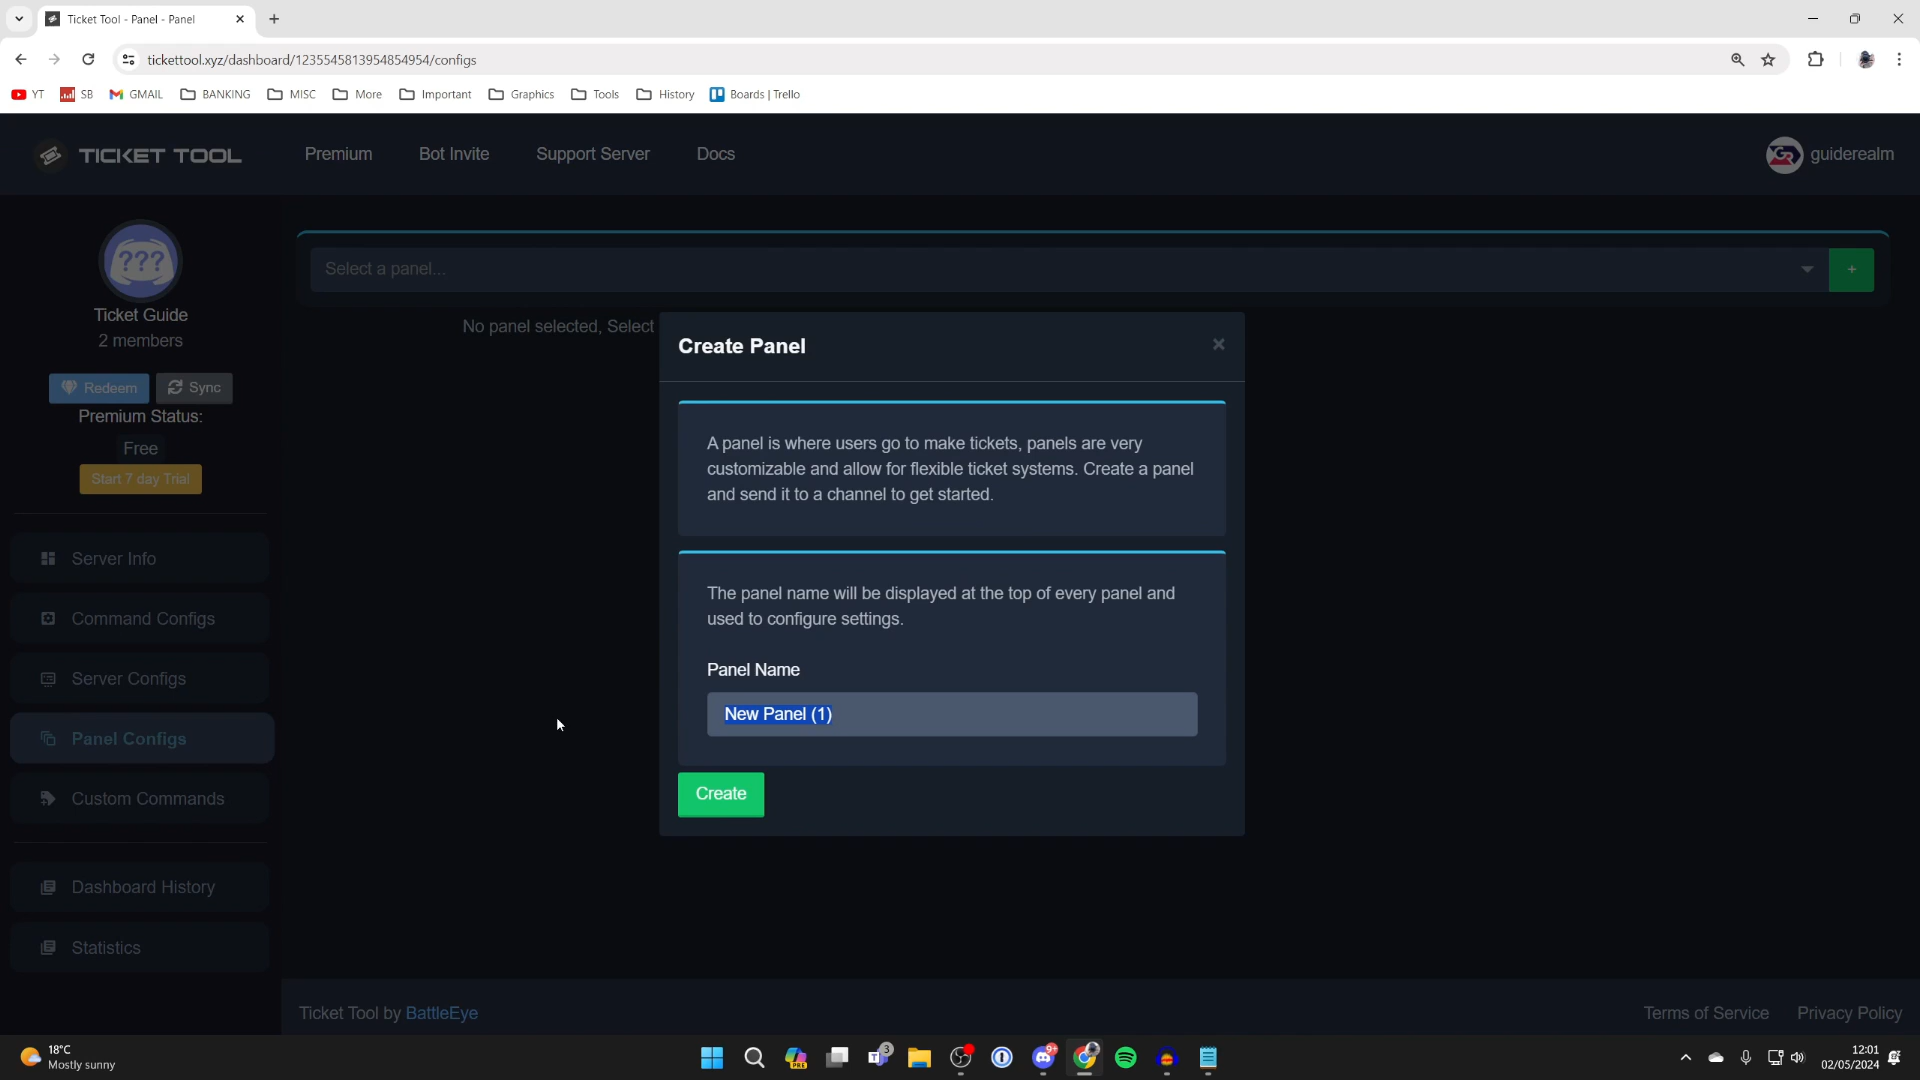 Ticket Tool - Panel - Panel
tickettool.xyz/dashboard/1235545813954854954/configs
YT
SB
GMAIL
BANKING
MISC
More
Important
Graphics
Tools
History
Boards | Trello
TICKET TOOL
Premium
Bot Invite
Support Server
Docs
GR
guiderealm
???
Ticket Guide
2 members
Redeem
Sync
Premium Status:
Free
Start 7 day Trial
Server Info
Command Configs
Server Configs
Panel Configs
Custom Commands
Dashboard History
Statistics
Select a panel...
+
No panel selected, Select
Create Panel
×
A panel is where users go to make tickets, panels are very
customizable and allow for flexible ticket systems. Create a panel
and send it to a channel to get started.
The panel name will be displayed at the top of every panel and
used to configure settings.
Panel Name
New Panel (1)
Create
Ticket Tool by BattleEye
Terms of Service
Privacy Policy
18°C
Mostly sunny
PRE
3
9+
12:01
02/05/2024